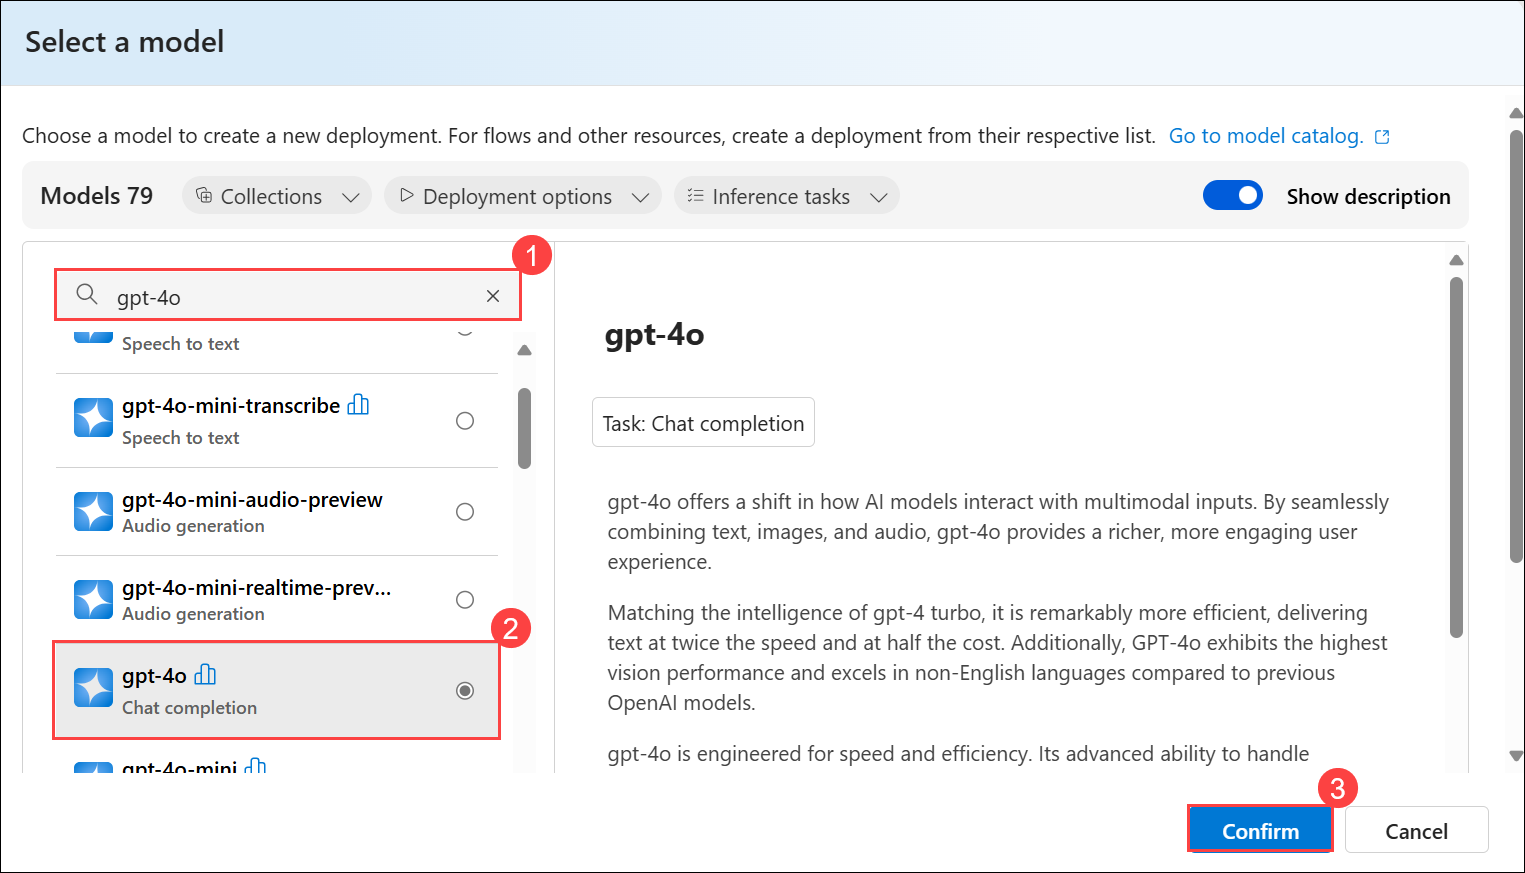 Select a model
Choose a model to create a new deployment. For flows and other resources, create a deployment from their respective list. Go to model catalog.
Models 79
Collections
Deployment options
Inference tasks
Show description
1
gpt-4o
Speech to text
gpt-4o-mini-transcribe
Speech to text
gpt-4o-mini-audio-preview
Audio generation
gpt-4o-mini-realtime-prev...
Audio generation
2
gpt-4o
Chat completion
gpt-4o-mini
gpt-4o
Task: Chat completion
gpt-4o offers a shift in how AI models interact with multimodal inputs. By seamlessly
combining text, images, and audio, gpt-4o provides a richer, more engaging user
experience.
Matching the intelligence of gpt-4 turbo, it is remarkably more efficient, delivering
text at twice the speed and at half the cost. Additionally, GPT-4o exhibits the highest
vision performance and excels in non-English languages compared to previous
OpenAI models.
gpt-4o is engineered for speed and efficiency. Its advanced ability to handle
3
Confirm
Cancel